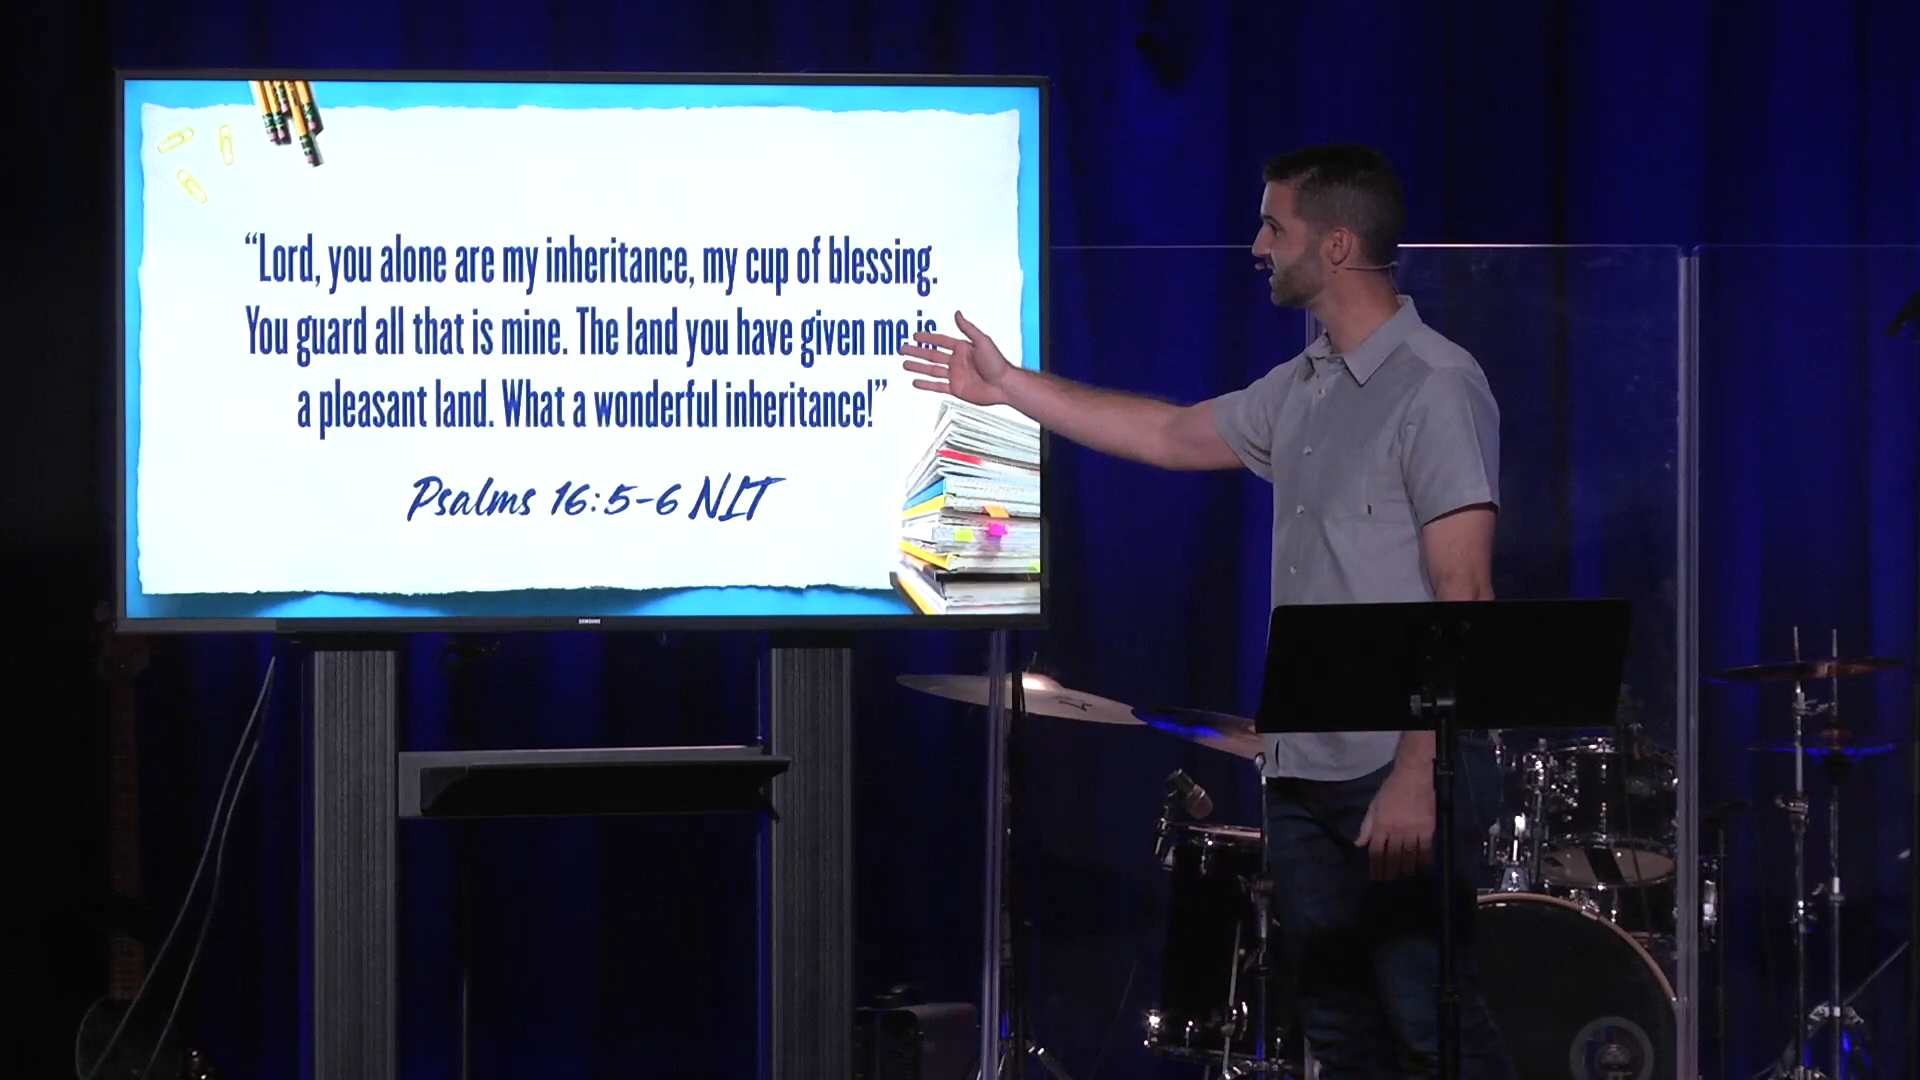 “Lord, you alone are my inheritance, my cup of blessing.
You guard all that is mine. The land you have given me is
a pleasant land. What a wonderful inheritance!”
Psalms 16:5-6 NLT
SAMSUNG